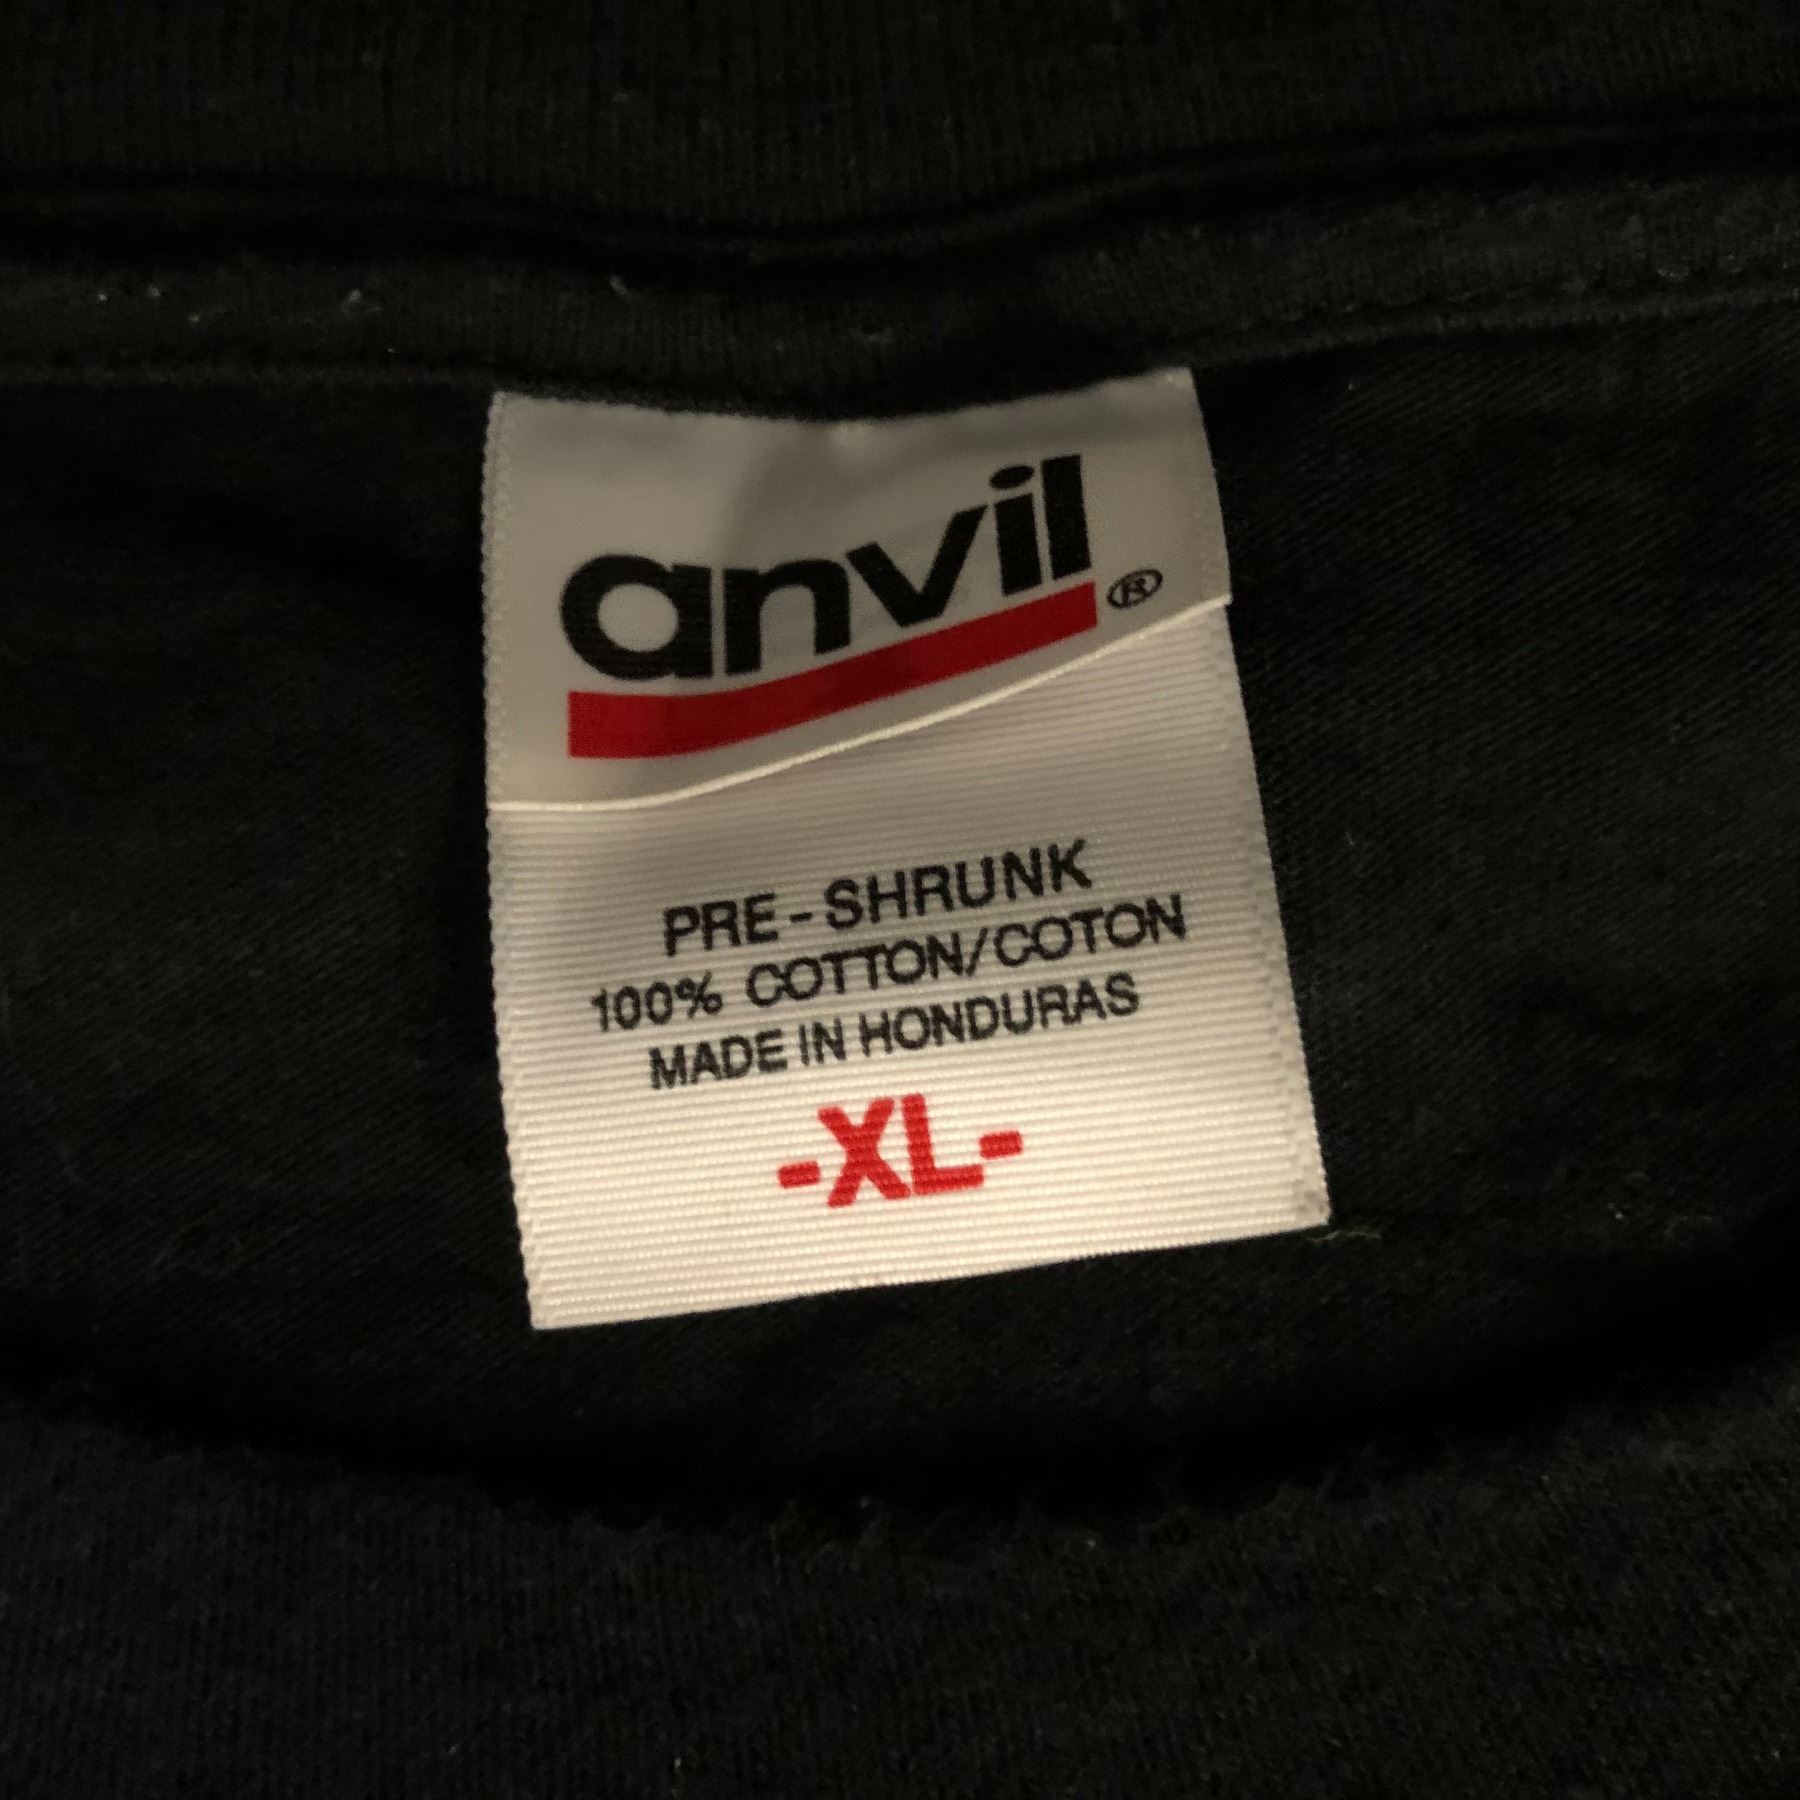 anvil®
PRE-SHRUNK
100% COTTON/COTON
MADE IN HONDURAS
-XL-